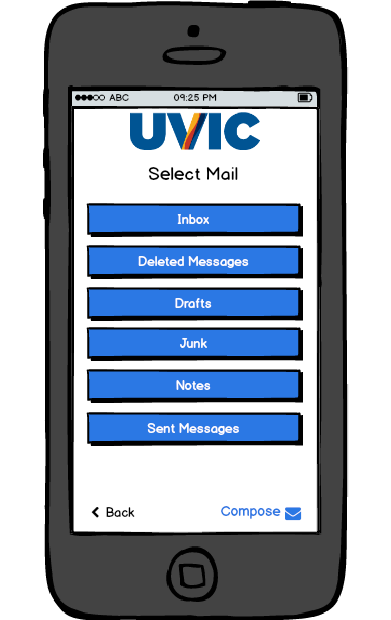 ABC 09:25 PM
UVIC
Select Mail
Inbox
Deleted Messages
Drafts
Junk
Notes
Sent Messages
Back Compose